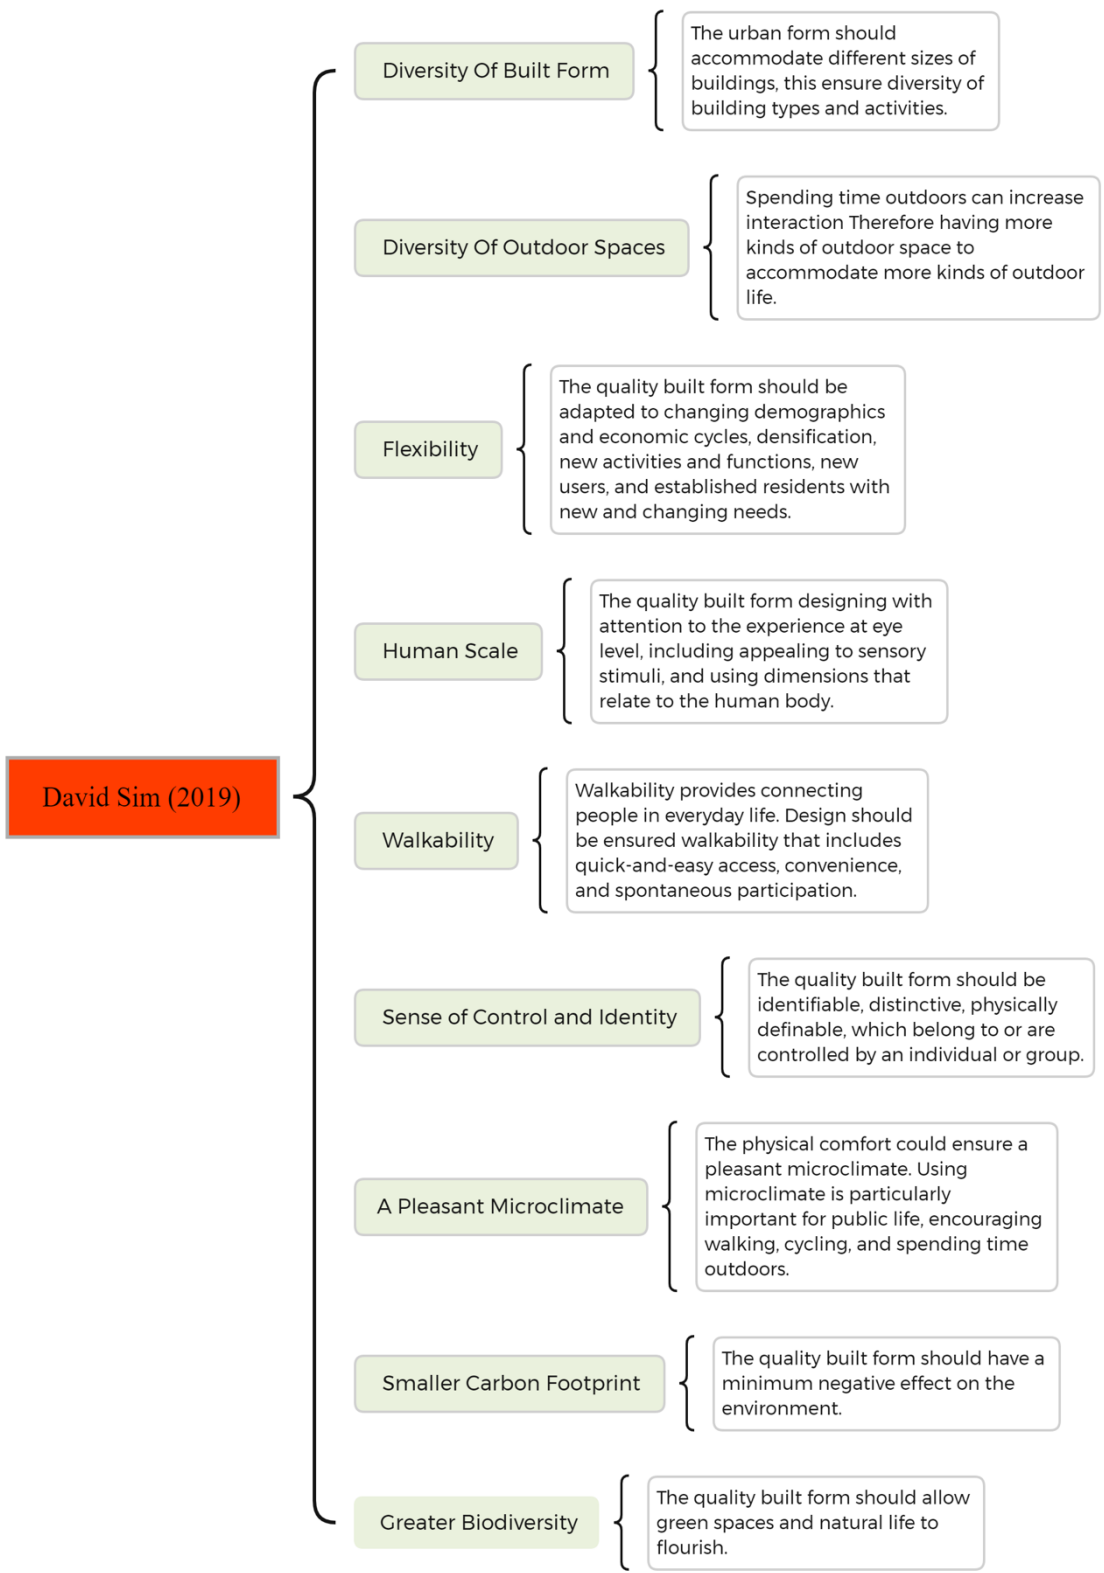 Diversity Of Built Form
The urban form should
accommodate different sizes of
buildings, this ensure diversity of
building types and activities.
Diversity Of Outdoor Spaces
Spending time outdoors can increase
interaction Therefore having more
kinds of outdoor space to
accommodate more kinds of outdoor
life.
Flexibility
The quality built form should be
adapted to changing demographics
and economic cycles, densification,
new activities and functions, new
users, and established residents with
new and changing needs.
Human Scale
The quality built form designing with
attention to the experience at eye
level, including appealing to sensory
stimuli, and using dimensions that
relate to the human body.
David Sim (2019)
Walkability
Walkability provides connecting
people in everyday life. Design should
be ensured walkability that includes
quick-and-easy access, convenience,
and spontaneous participation.
Sense of Control and Identity
The quality built form should be
identifiable, distinctive, physically
definable, which belong to or are
controlled by an individual or group.
A Pleasant Microclimate
The physical comfort could ensure a
pleasant microclimate. Using
microclimate is particularly
important for public life, encouraging
walking, cycling, and spending time
outdoors.
Smaller Carbon Footprint
The quality built form should have a
minimum negative effect on the
environment.
Greater Biodiversity
The quality built form should allow
green spaces and natural life to
flourish.